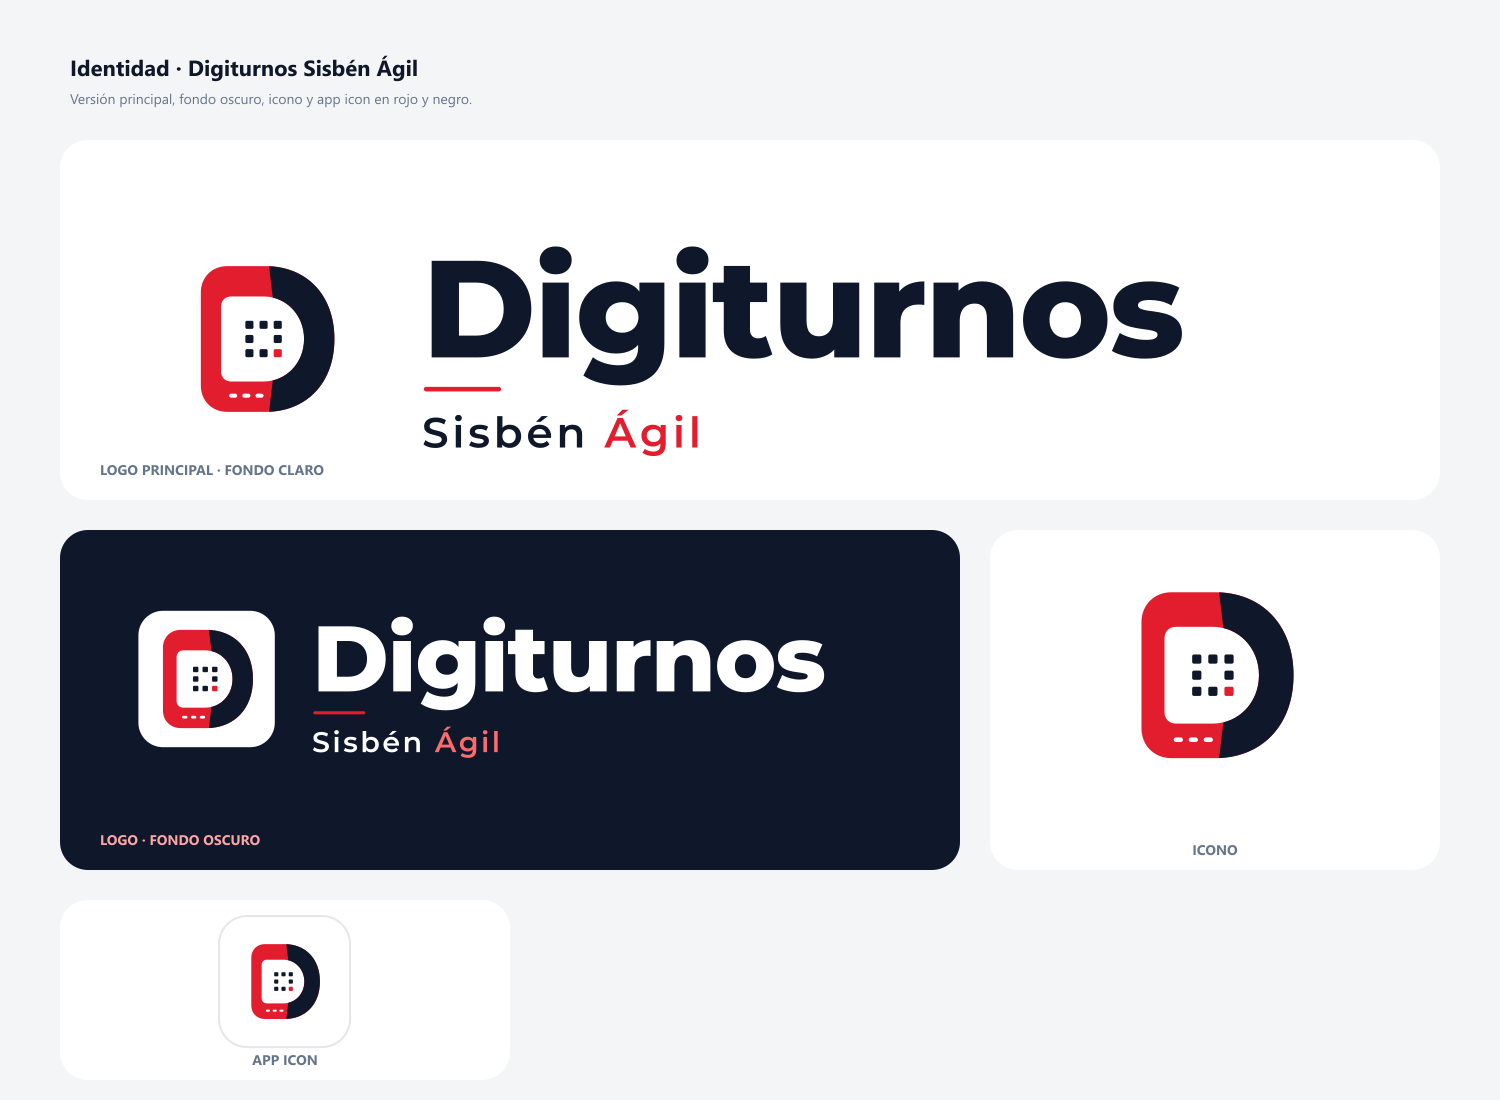 Identidad · Digiturnos Sisbén Ágil
Versión principal, fondo oscuro, icono y app icon en rojo y negro.
Digiturnos
Sisbén Ágil
LOGO PRINCIPAL · FONDO CLARO
Digiturnos
Sisbén Ágil
LOGO · FONDO OSCURO
ICONO
APP ICON